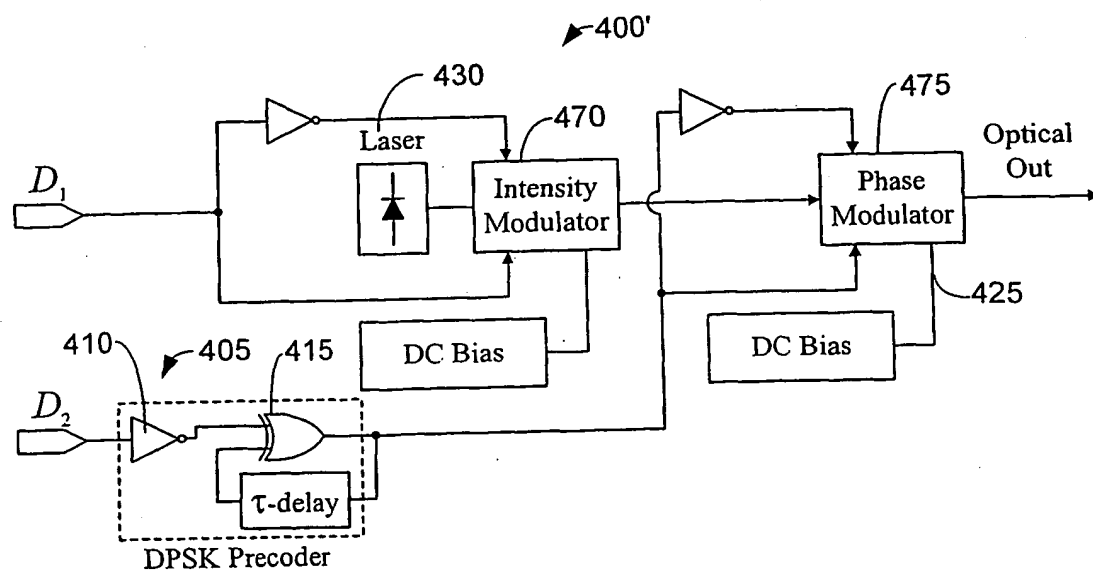 400'
430
475
Laser
470
Optical
Out
D₁
Intensity
Modulator
Phase
Modulator
425
410
405
415
DC Bias
DC Bias
D₂
τ-delay
DPSK Precoder